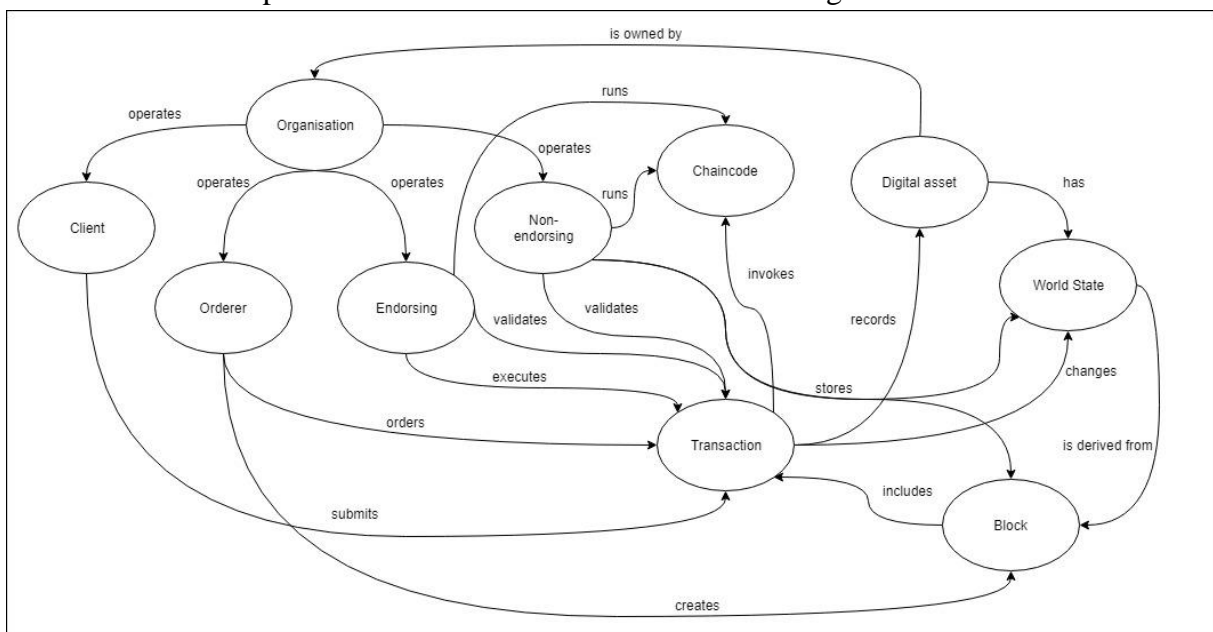 is owned by
runs
operates
Organisation
operates
Chaincode
Digital asset
has
operates
operates
runs
Client
Non-
endorsing
invokes
World State
Orderer
Endorsing
validates
validates
records
executes
stores
changes
orders
Transaction
is derived from
includes
submits
Block
creates